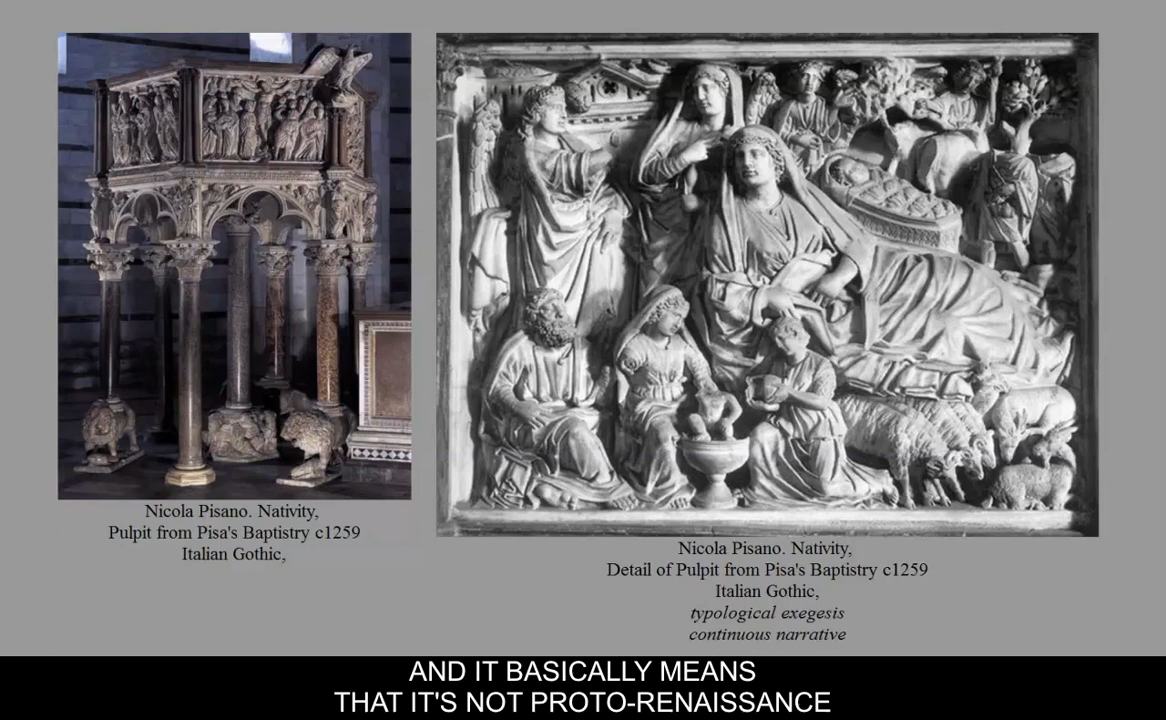 Nicola Pisano. Nativity,
Pulpit from Pisa's Baptistry c1259
Italian Gothic,
Nicola Pisano. Nativity,
Detail of Pulpit from Pisa's Baptistry c1259
Italian Gothic,
typological exegesis
continuous narrative
AND IT BASICALLY MEANS
THAT IT'S NOT PROTO-RENAISSANCE